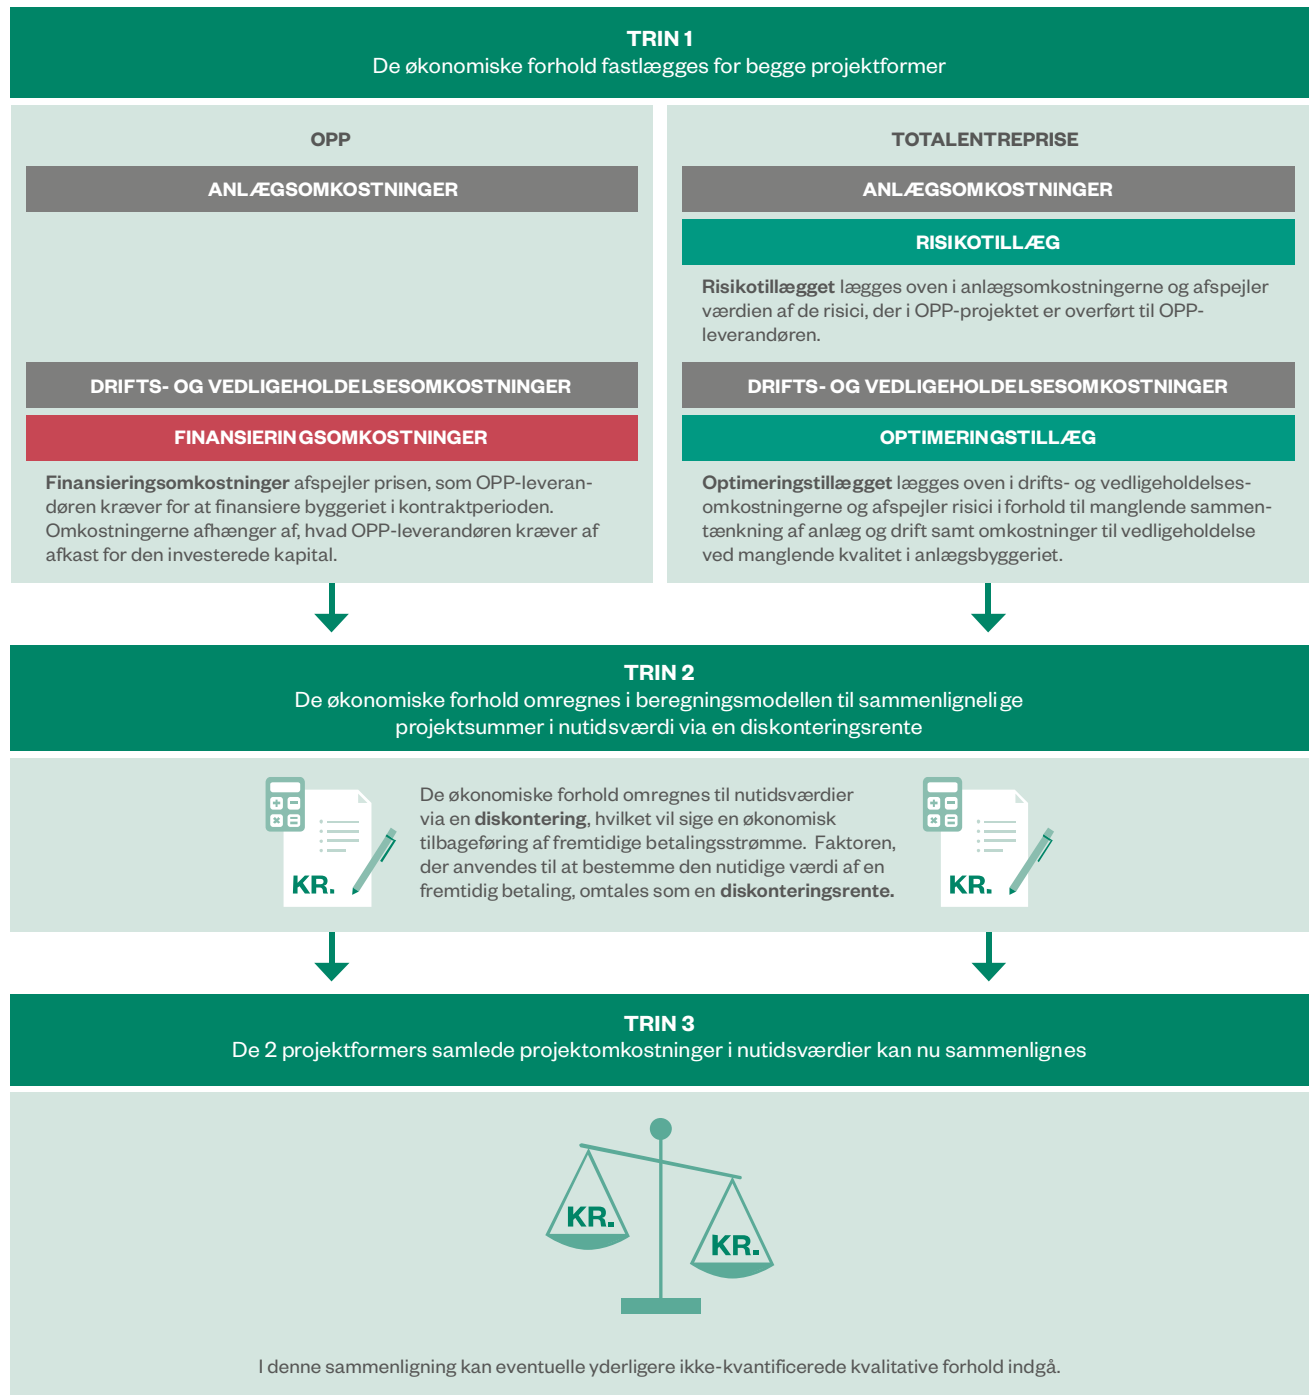 TRIN 1
De økonomiske forhold fastlægges for begge projektformer
OPP
ANLÆGSOMKOSTNINGER
DRIFTS- OG VEDLIGEHOLDELSESOMKOSTNINGER
FINANSIERINGSOMKOSTNINGER
Finansieringsomkostninger afspejler prisen, som OPP-leveran-
døren kræver for at finansiere byggeriet i kontraktperioden.
Omkostningerne afhænger af, hvad OPP-leverandøren kræver af
afkast for den investerede kapital.
TOTALENTREPRISE
ANLÆGSOMKOSTNINGER
RISIKOTILLÆG
Risikotillægget lægges oven i anlægsomkostningerne og afspejler
værdien af de risici, der i OPP-projektet er overført til OPP-
leverandøren.
DRIFTS- OG VEDLIGEHOLDELSESOMKOSTNINGER
OPTIMERINGSTILLÆG
Optimeringstillægget lægges oven i drifts- og vedligeholdelses-
omkostningerne og afspejler risici i forhold til manglende sammen-
tænkning af anlæg og drift samt omkostninger til vedligeholdelse
ved manglende kvalitet i anlægsbyggeriet.
TRIN 2
De økonomiske forhold omregnes i beregningsmodellen til sammenlignelige
projektsummer i nutidsværdi via en diskonteringsrente
KR.
De økonomiske forhold omregnes til nutidsværdier
via en diskontering, hvilket vil sige en økonomisk
tilbageføring af fremtidige betalingsstrømme. Faktoren,
der anvendes til at bestemme den nutidige værdi af en
fremtidig betaling, omtales som en diskonteringsrente.
KR.
TRIN 3
De 2 projektformers samlede projektomkostninger i nutidsværdier kan nu sammenlignes
KR.
KR.
I denne sammenligning kan eventuelle yderligere ikke-kvantificerede kvalitative forhold indgå.